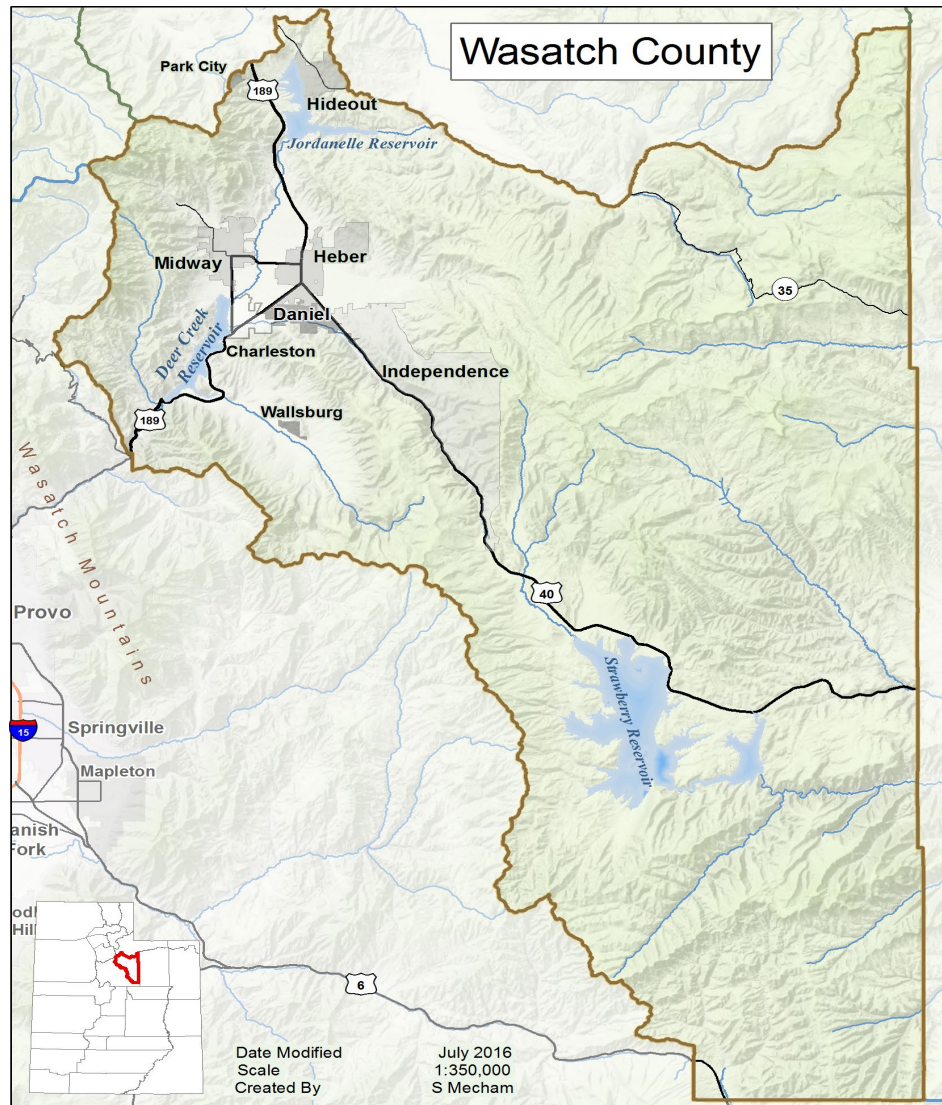 Wasatch County
Park City
189
Hideout
Jordanelle Reservoir
Midway
Heber
35
Daniel
Deer Creek
Reservoir
Charleston
Independence
Wallsburg
189
Wasatch Mountains
40
Provo
Strawberry Reservoir
15
Springville
Mapleton
anish
Fork
Hill
6
Date Modified July 2016
Scale 1:350,000
Created By S Mecham